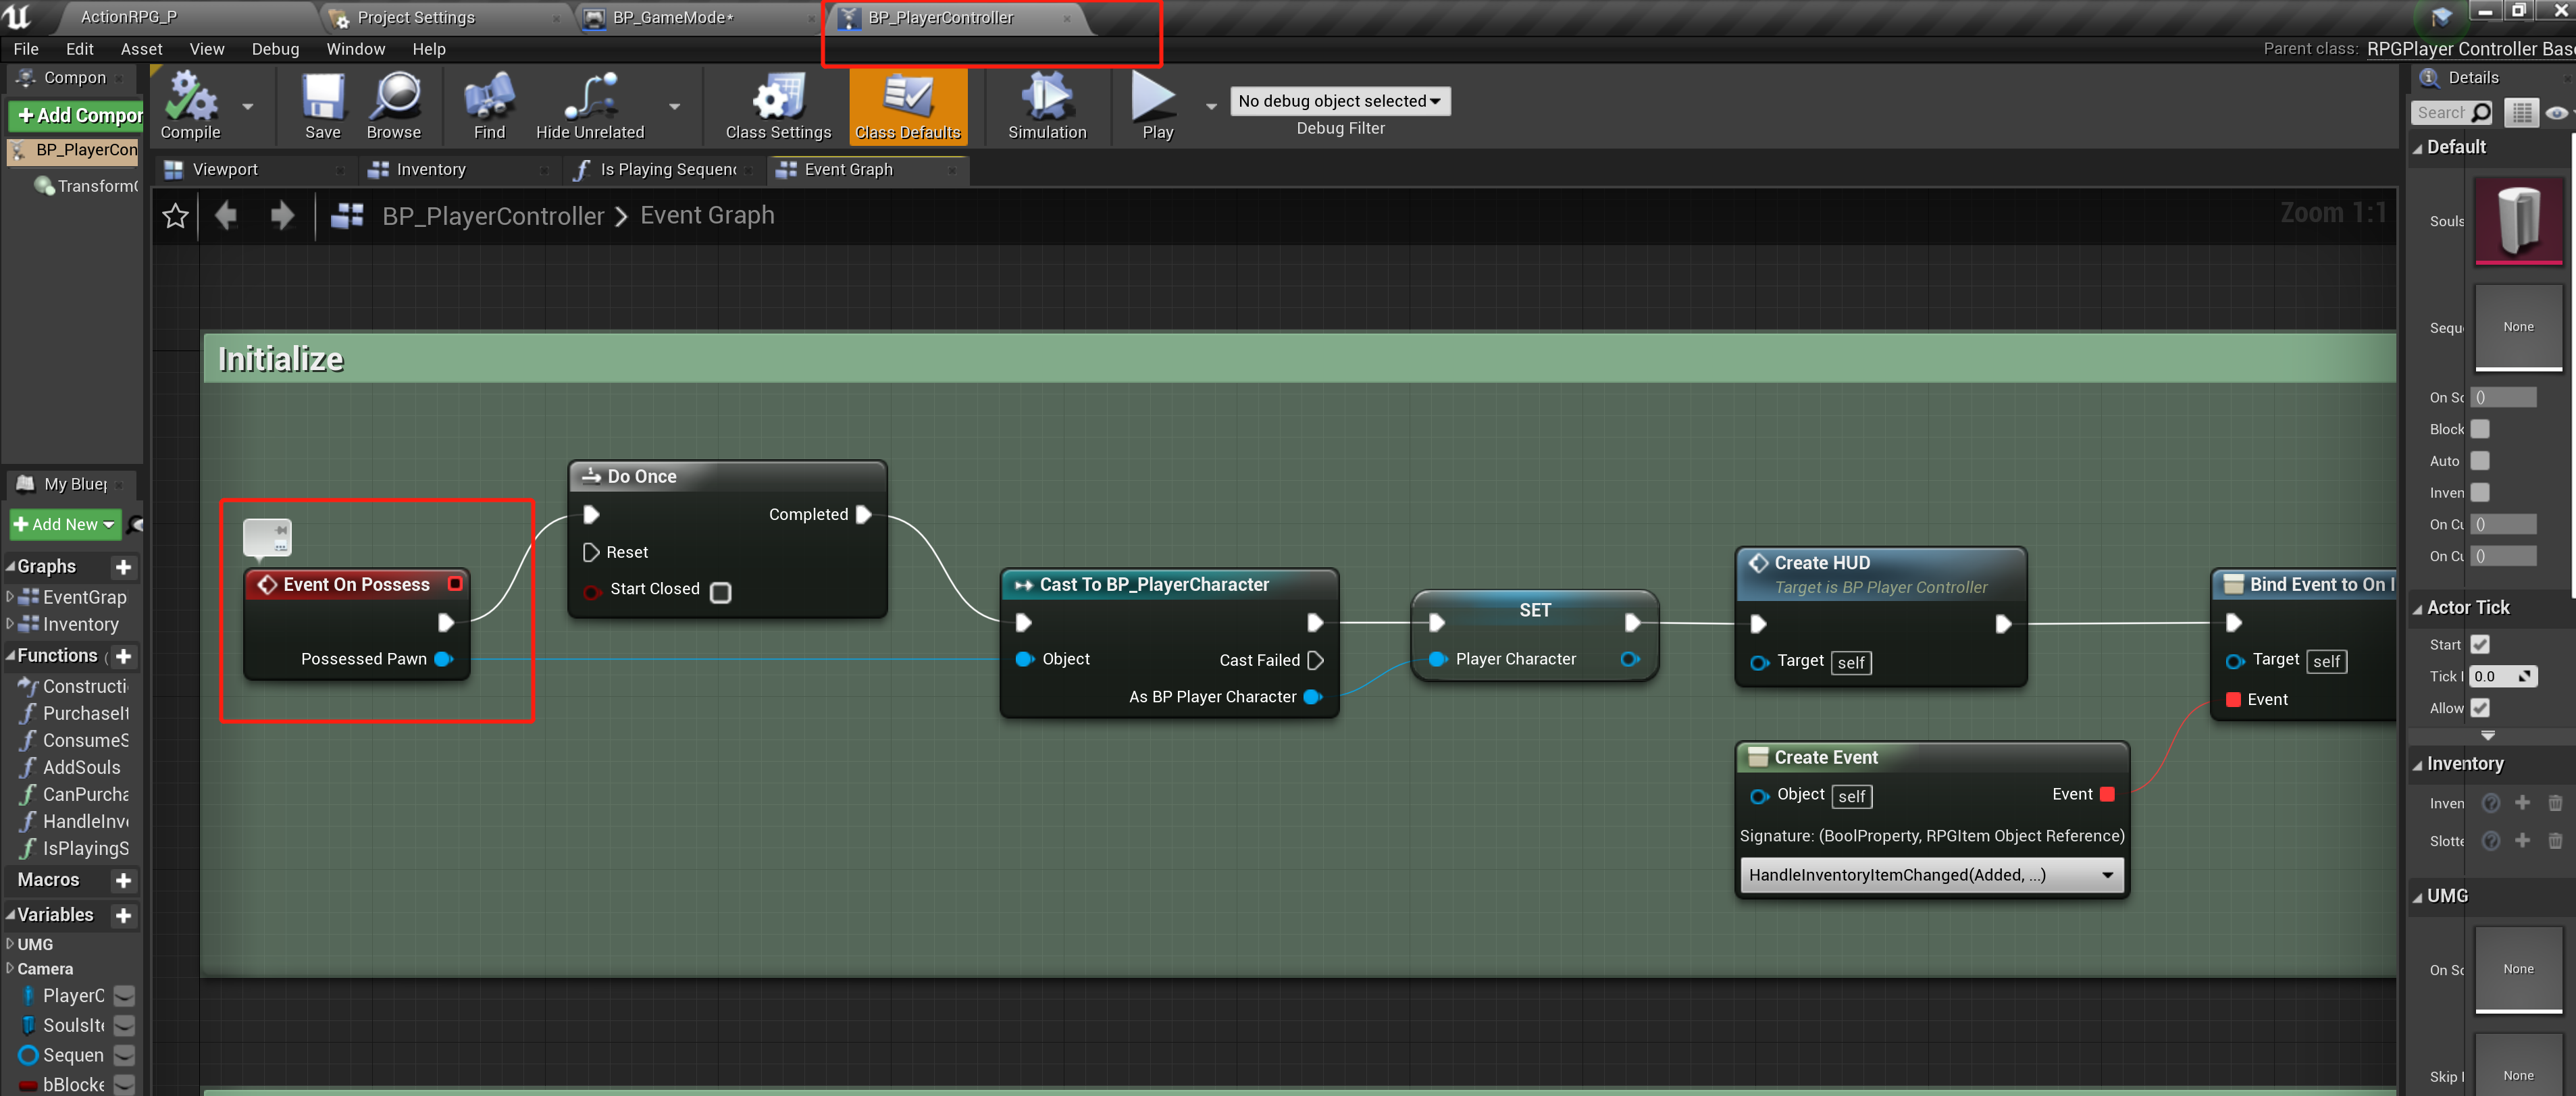 ActionRPG_P
Project Settings
BP_GameMode*
BP_PlayerController
File Edit Asset View Debug Window Help
Parent class: RPGPlayer Controller Bas
Compon
Add Compor
BP_PlayerCon
Transform
Compile
Save
Browse
Find
Hide Unrelated
Class Settings
Class Defaults
Simulation
Play
No debug object selected
Debug Filter
Viewport
Inventory
Is Playing Sequen
Event Graph
BP_PlayerController > Event Graph
Zoom 1:1
Initialize
Event On Possess
Possessed Pawn
Do Once
Completed
Reset
Start Closed
Cast To BP_PlayerCharacter
Object
Cast Failed
As BP Player Character
SET
Player Character
Create HUD
Target is BP Player Controller
Target self
Bind Event to On I
Target self
Event
Create Event
Object self
Event
Signature: (BoolProperty, RPGItem Object Reference)
HandleInventoryItemChanged(Added, ...)
My Bluep
Add New
Graphs
EventGrap
Inventory
Functions (
Constructi
PurchaseIt
ConsumeS
AddSouls
CanPurcha
HandleInv
IsPlayingS
Macros
Variables
UMG
Camera
PlayerC
SoulsIte
Sequen
bBlocke
Details
Search
Default
Souls
Sequ
None
On Sc ()
Block
Auto
Inven
On Cu ()
On Cu ()
Actor Tick
Start
Tick I 0.0
Allow
Inventory
Inven
Slotte
UMG
On Sc
None
Skip I
None